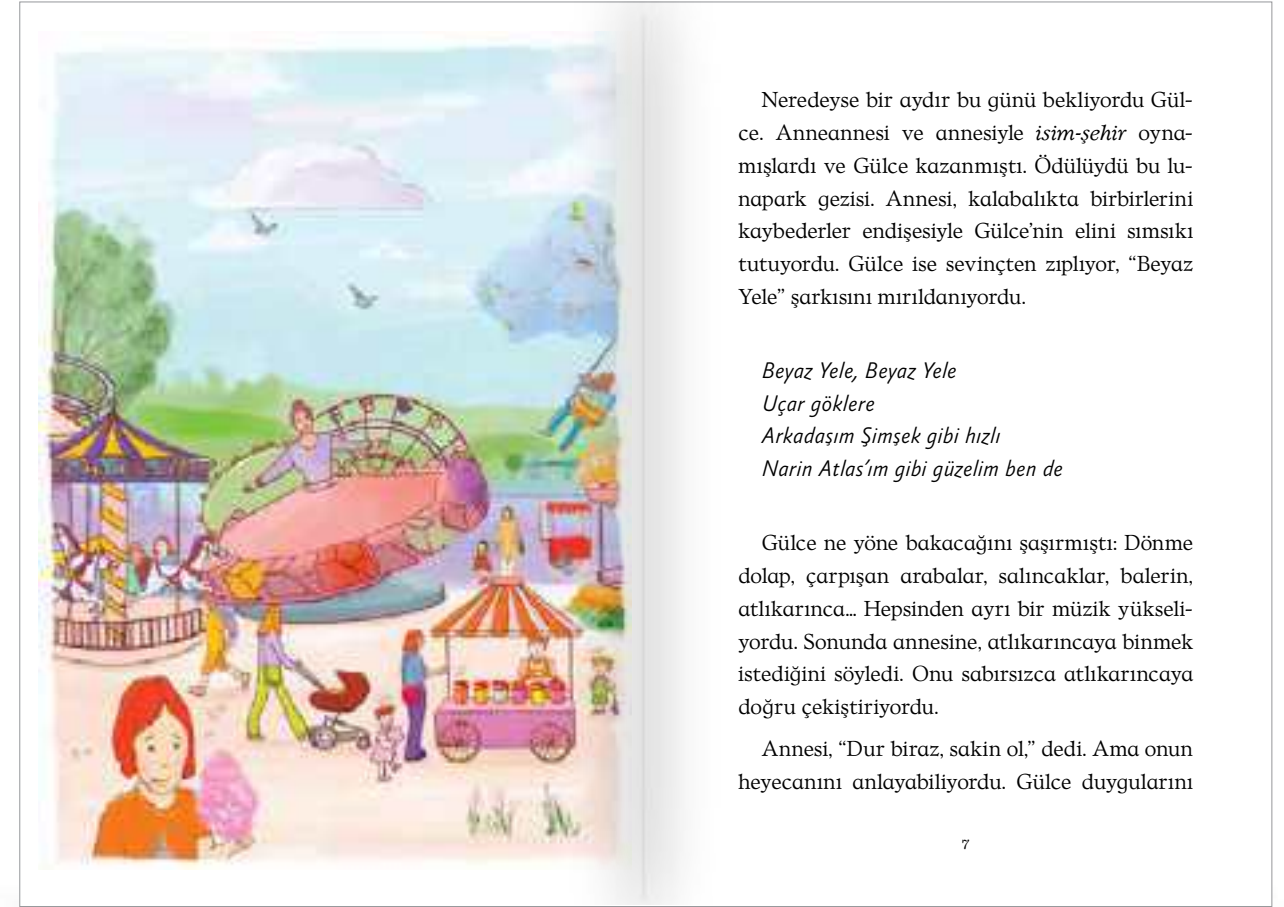 Neredeyse bir aydır bu günü bekliyordu Gül-
ce. Anneannesi ve annesiyle isim-şehir oyna-
mışlardı ve Gülce kazanmıştı. Ödülüydü bu lu-
napark gezisi. Annesi, kalabalıkta birbirlerini
kaybederler endişesiyle Gülce’nin elini sımsıkı
tutuyordu. Gülce ise sevinçten zıplıyor, “Beyaz
Yele” şarkısını mırıldanıyordu.
Beyaz Yele, Beyaz Yele
Uçar göklere
Arkadaşım Şimşek gibi hızlı
Narin Atlas’ım gibi güzelim ben de
Gülce ne yöne bakacağını şaşırmıştı: Dönme
dolap, çarpışan arabalar, salıncaklar, balerin,
atlıkarınca... Hepsinden ayrı bir müzik yükseli-
yordu. Sonunda annesine, atlıkarıncaya binmek
istediğini söyledi. Onu sabırsızca atlıkarıncaya
doğru çekiştiriyordu.
Annesi, “Dur biraz, sakin ol,” dedi. Ama onun
heyecanını anlayabiliyordu. Gülce duygularını
7